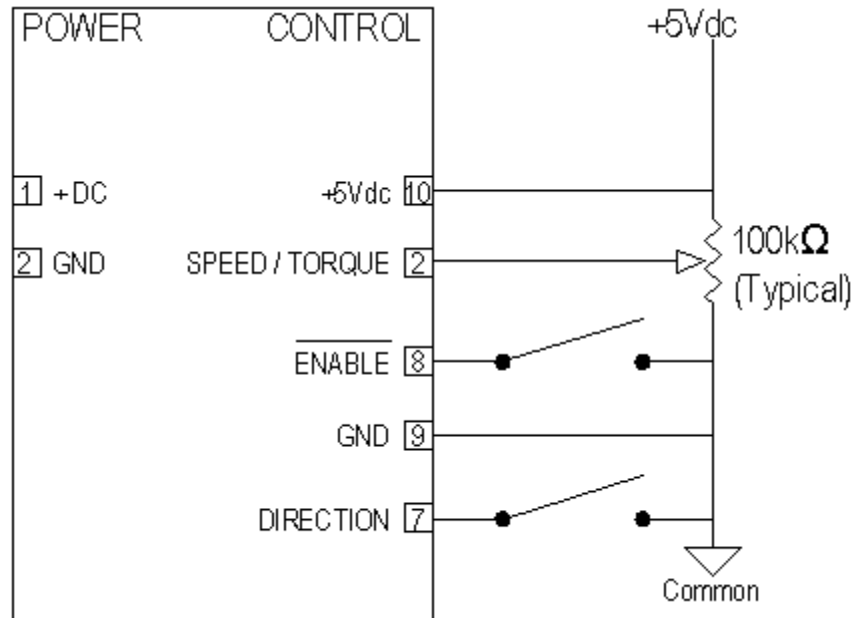 POWER CONTROL
+5Vdc
1 +DC
+5Vdc 10
2 GND
SPEED / TORQUE 2
100kΩ
(Typical)
ENABLE 8
GND 9
DIRECTION 7
Common